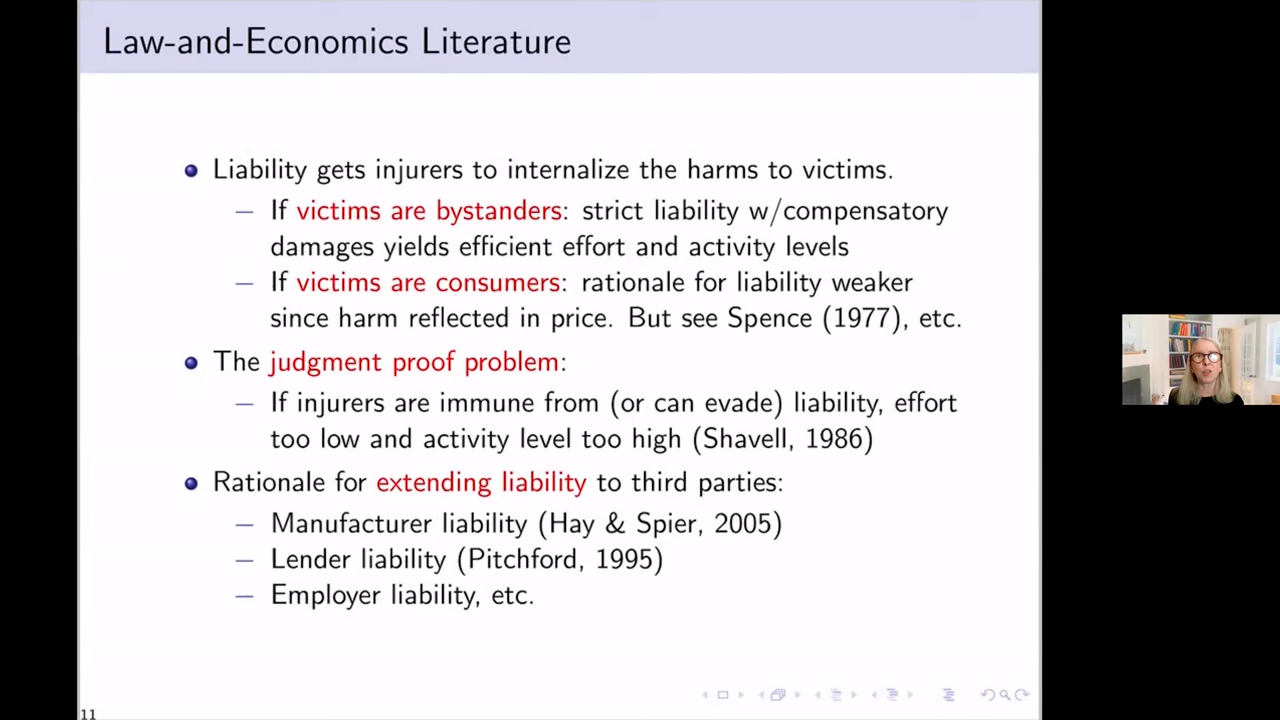 Law-and-Economics Literature
Liability gets injurers to internalize the harms to victims.
– If victims are bystanders: strict liability w/compensatory
damages yields efficient effort and activity levels
– If victims are consumers: rationale for liability weaker
since harm reflected in price. But see Spence (1977), etc.
The judgment proof problem:
– If injurers are immune from (or can evade) liability, effort
too low and activity level too high (Shavell, 1986)
Rationale for extending liability to third parties:
– Manufacturer liability (Hay & Spier, 2005)
– Lender liability (Pitchford, 1995)
– Employer liability, etc.
11